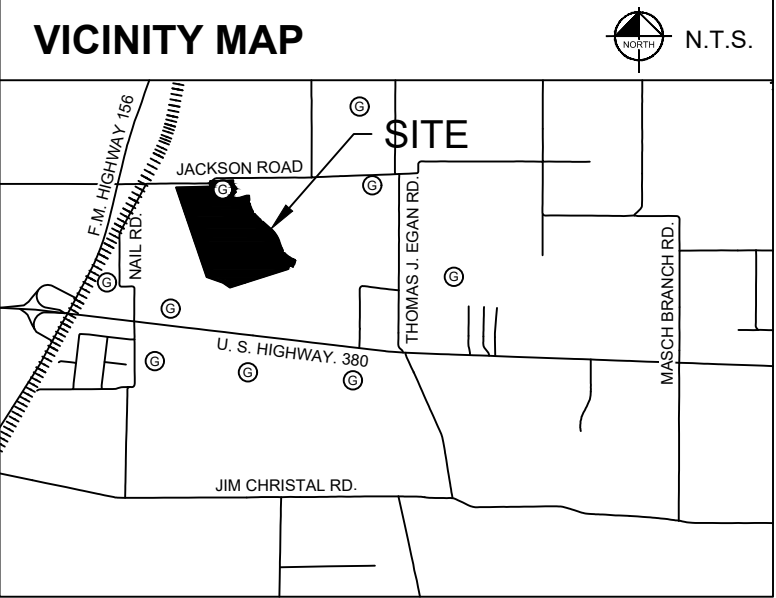 VICINITY MAP
NORTH
N.T.S.
F.M. HIGHWAY 156
G
SITE
JACKSON ROAD
G
G
NAIL RD.
THOMAS J. EGAN RD.
MASCH BRANCH RD.
G
G
G
U. S. HIGHWAY. 380
G
G
G
JIM CHRISTAL RD.